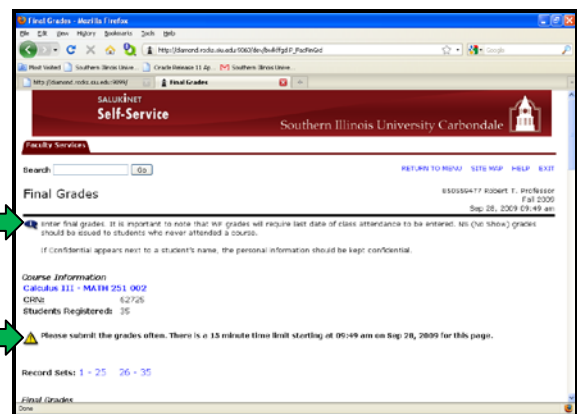 Final Grades - Mozilla Firefox
File Edit View History Bookmarks Tools Help
Google
Most Visited Southern Illinois Unive... Oracle Release 11 Ap... Southern Illinois Unive...
Final Grades
SALUKINET
Self-Service
Southern Illinois University Carbondale
Faculty Services
Search Go
RETURN TO MENU SITE MAP HELP EXIT
Final Grades
Robert T. Professor
Fall 2009
Sep 28, 2009 09:49 am
Enter final grades. It is important to note that WF grades will require last date of class attendance to be entered. NS (No Show) grades
should be issued to students who never attended a course.
If Confidential appears next to a student's name, the personal information should be kept confidential.
Course Information
Calculus III - MATH 251 002
CRN: 62725
Students Registered: 35
Please submit the grades often. There is a 15 minute time limit starting at 09:49 am on Sep 28, 2009 for this page.
Record Sets: 1 - 25 26 - 35
Final Grades
Done